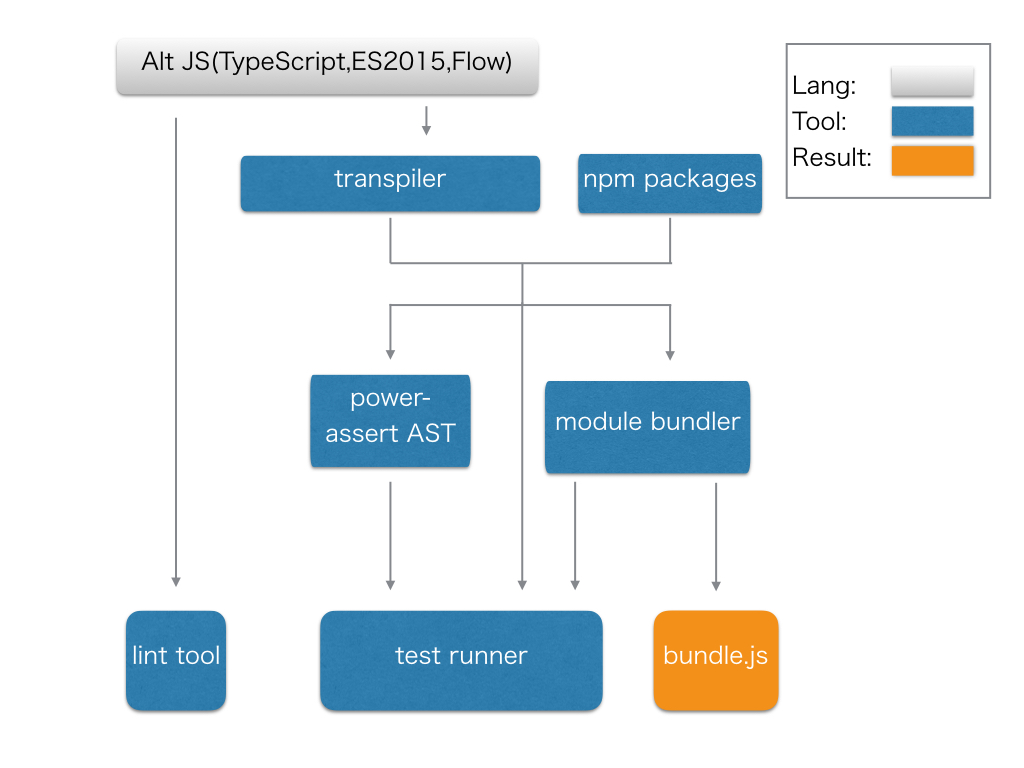 Alt JS(TypeScript,ES2015,Flow)
Lang:
Tool:
Result:
transpiler
npm packages
power-
assert AST
module bundler
lint tool
test runner
bundle.js